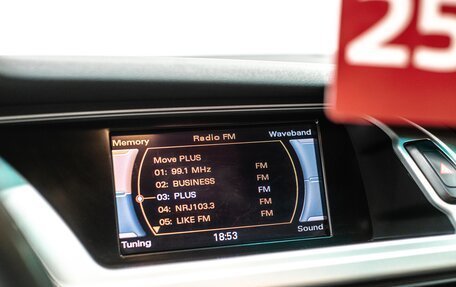 25
Memory Radio FM Waveband
Move PLUS
01: 99.1 MHz FM
02: BUSINESS FM
03: PLUS FM
04: NRJ103.3 FM
05: LIKE FM FM
Tuning 18:53 Sound